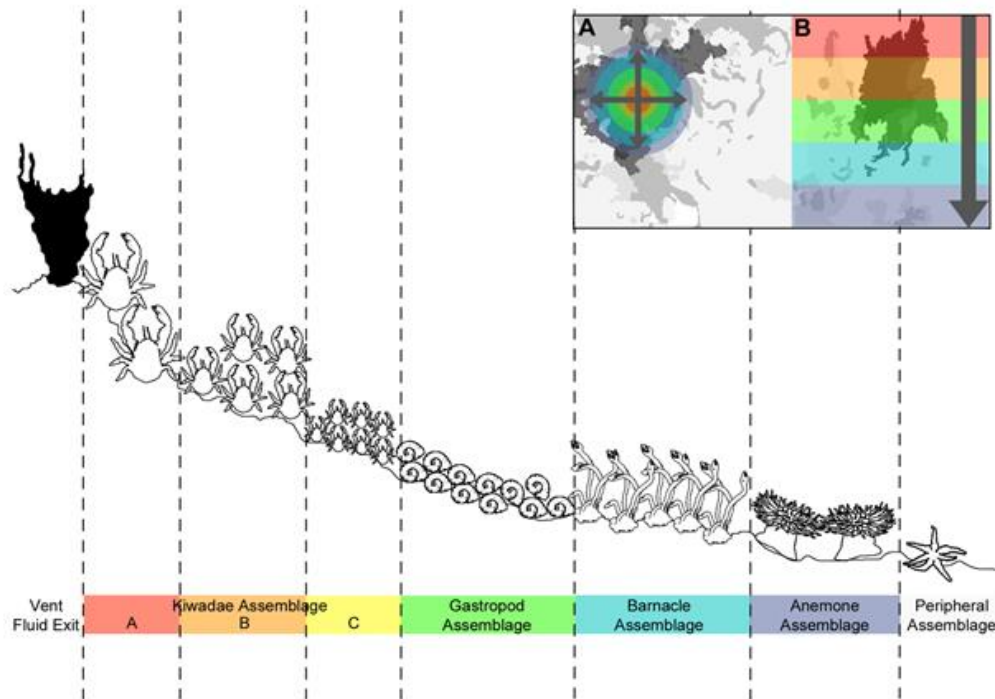 A
B
Vent
Fluid Exit
Kiwadae Assemblage
A
B
C
Gastropod
Assemblage
Barnacle
Assemblage
Anemone
Assemblage
Peripheral
Assemblage